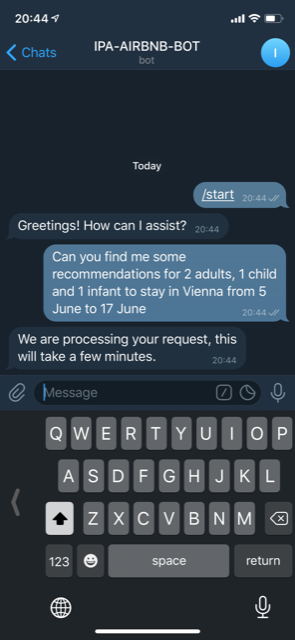 20:44
Chats
IPA-AIRBNB-BOT
bot
I
Today
/start 20:44
Greetings! How can I assist? 20:44
Can you find me some
recommendations for 2 adults, 1 child
and 1 infant to stay in Vienna from 5
June to 17 June
20:44
We are processing your request, this
will take a few minutes.
20:44
Message
Q W E R T Y U I O P
A S D F G H J K L
Z X C V B N M
123 space return